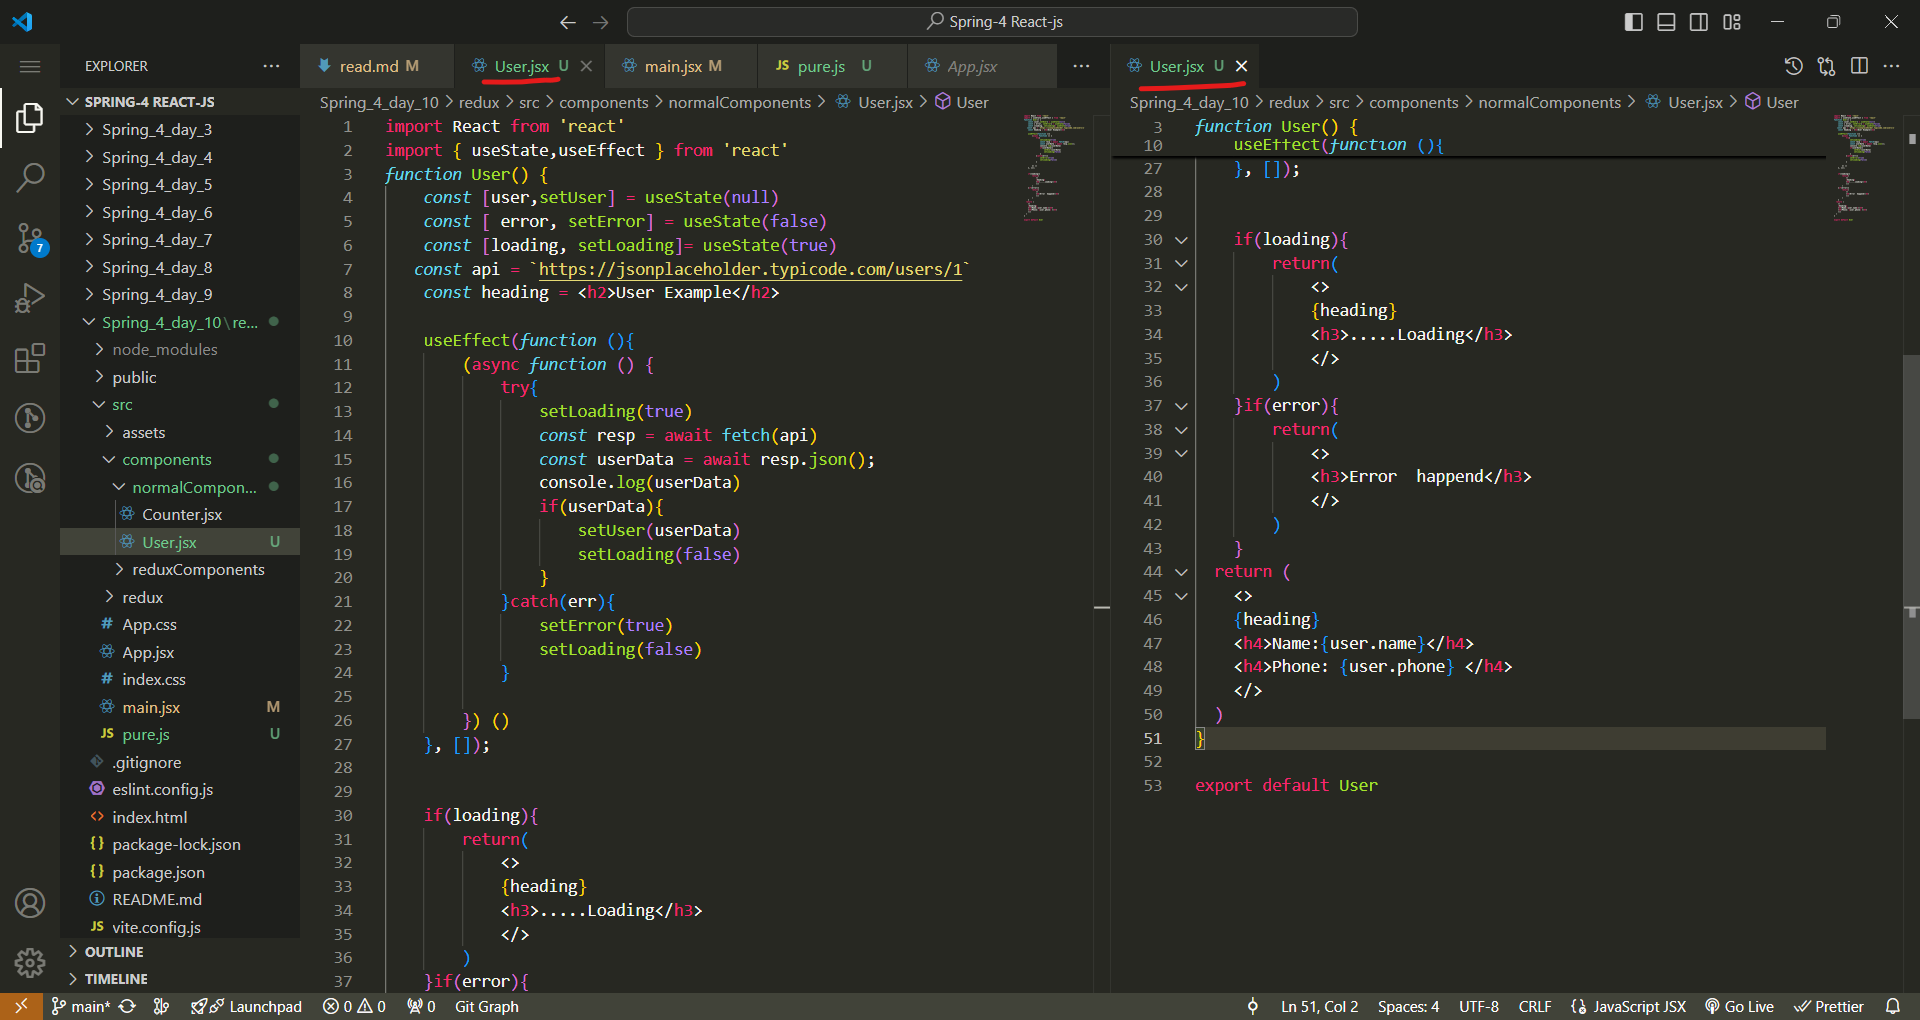 Spring-4 React-js
EXPLORER
SPRING-4 REACT-JS
Spring_4_day_3
Spring_4_day_4
Spring_4_day_5
Spring_4_day_6
Spring_4_day_7
Spring_4_day_8
Spring_4_day_9
Spring_4_day_10\re...
node_modules
public
src
assets
components
normalCompon...
Counter.jsx
User.jsx U
reduxComponents
redux
# App.css
App.jsx
# index.css
main.jsx M
JS pure.js U
.gitignore
eslint.config.js
<> index.html
{} package-lock.json
{} package.json
README.md
JS vite.config.js
OUTLINE
TIMELINE
7
read.md M
User.jsx U
main.jsx M
JS pure.js U
App.jsx
Spring_4_day_10 > redux > src > components > normalComponents > User.jsx > User
1 import React from 'react'
2 import { useState,useEffect } from 'react'
3 function User() {
4 const [user,setUser] = useState(null)
5 const [ error, setError] = useState(false)
6 const [loading, setLoading]= useState(true)
7 const api = `https://jsonplaceholder.typicode.com/users/1`
8 const heading = <h2>User Example</h2>
9
10 useEffect(function (){
11 (async function () {
12 try{
13 setLoading(true)
14 const resp = await fetch(api)
15 const userData = await resp.json();
16 console.log(userData)
17 if(userData){
18 setUser(userData)
19 setLoading(false)
20 }
21 }catch(err){
22 setError(true)
23 setLoading(false)
24 }
25
26 }) ()
27 }, []);
28
29
30 if(loading){
31 return(
32 <>
33 {heading}
34 <h3>.....Loading</h3>
35 </>
36 )
37 }if(error){
User.jsx U
Spring_4_day_10 > redux > src > components > normalComponents > User.jsx > User
3 function User() {
10 useEffect(function (){
27 }, []);
28
29
30 if(loading){
31 return(
32 <>
33 {heading}
34 <h3>.....Loading</h3>
35 </>
36 )
37 }if(error){
38 return(
39 <>
40 <h3>Error  happend</h3>
41 </>
42 )
43 }
44 return (
45 <>
46 {heading}
47 <h4>Name:{user.name}</h4>
48 <h4>Phone: {user.phone} </h4>
49 </>
50 )
51 }
52
53 export default User
main* Launchpad 0 0 0 Git Graph Ln 51, Col 2 Spaces: 4 UTF-8 CRLF {} JavaScript JSX Go Live Prettier